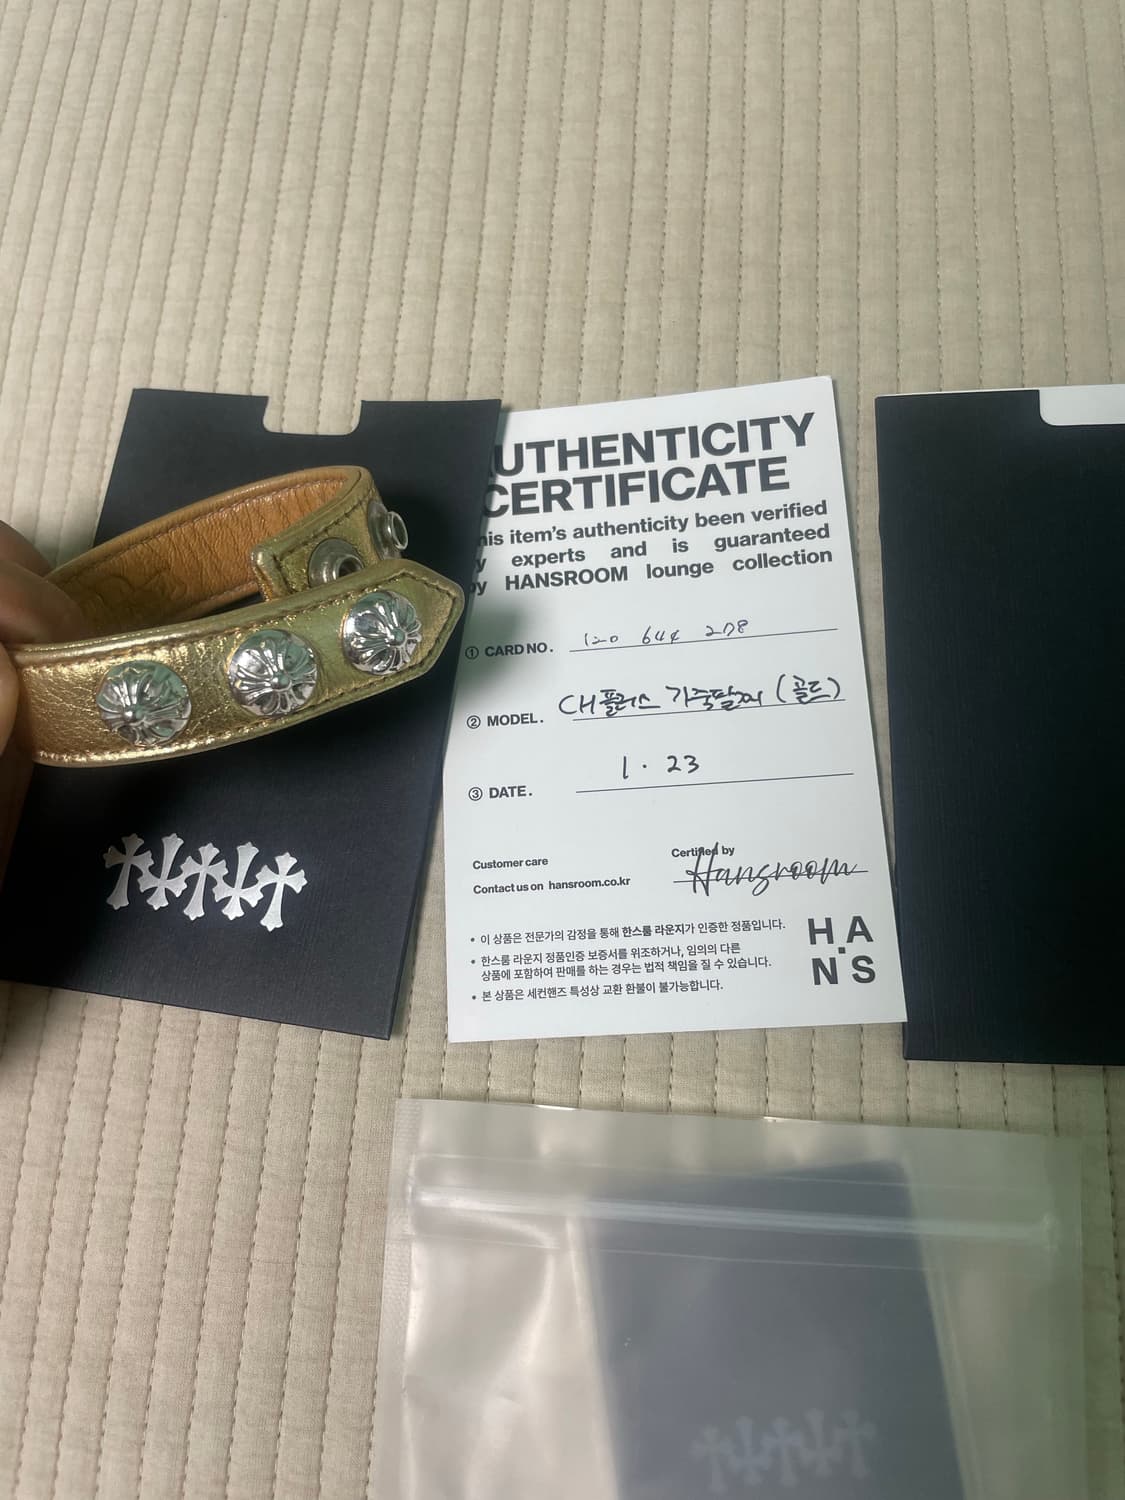 UTHENTICITY
CERTIFICATE
his item's authenticity been verified
y experts and is guaranteed
by HANSROOM lounge collection
① CARD NO. 120 644 278
② MODEL. CH플러스 가죽팔찌 (골드)
③ DATE. 1. 23
Customer care
Contact us on hansroom.co.kr
Certified by
Hansroom
• 이 상품은 전문가의 감정을 통해 한스룸 라운지가 인증한 정품입니다.
• 한스룸 라운지 정품인증 보증서를 위조하거나, 임의의 다른
상품에 포함하여 판매를 하는 경우는 법적 책임을 질 수 있습니다.
• 본 상품은 세컨핸즈 특성상 교환 환불이 불가능합니다.
H.A
NS